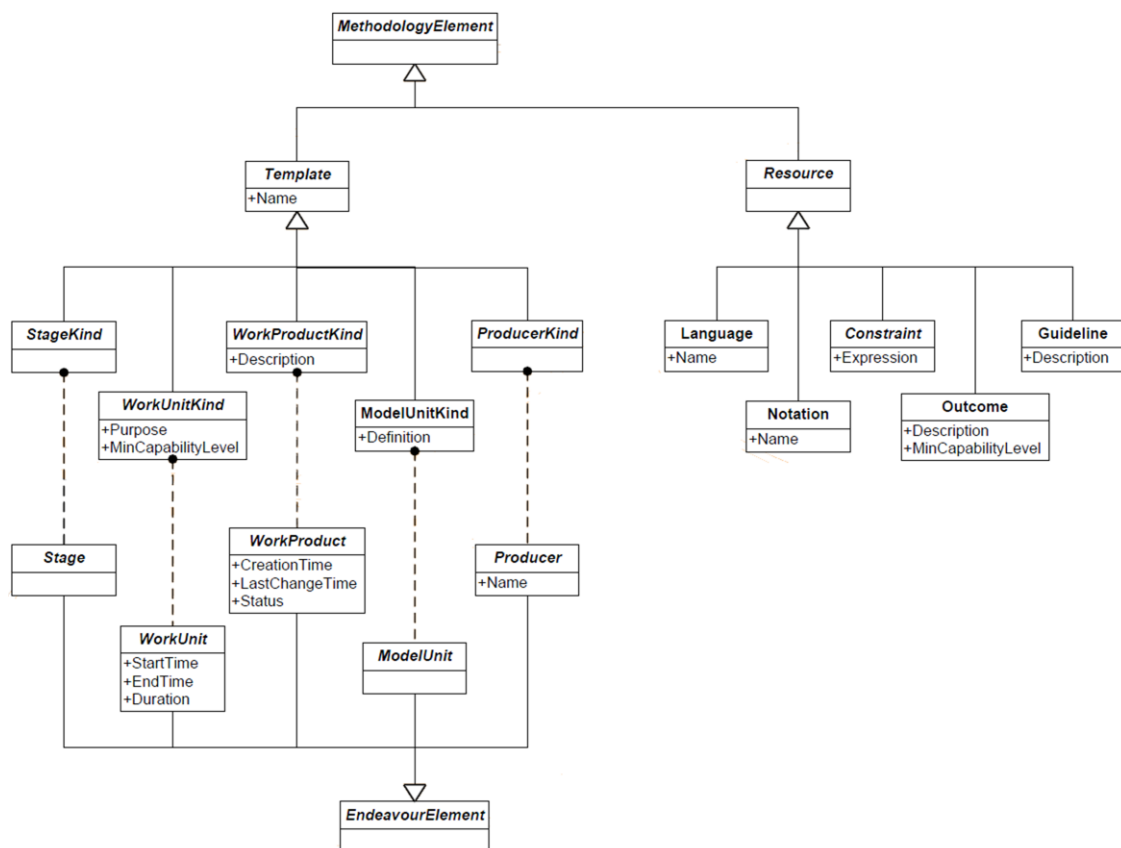 MethodologyElement
Template
+Name
Resource
StageKind
WorkProductKind
+Description
ProducerKind
Language
+Name
Constraint
+Expression
Guideline
+Description
WorkUnitKind
+Purpose
+MinCapabilityLevel
ModelUnitKind
+Definition
Notation
+Name
Outcome
+Description
+MinCapabilityLevel
Stage
WorkProduct
+CreationTime
+LastChangeTime
+Status
Producer
+Name
WorkUnit
+StartTime
+EndTime
+Duration
ModelUnit
EndeavourElement